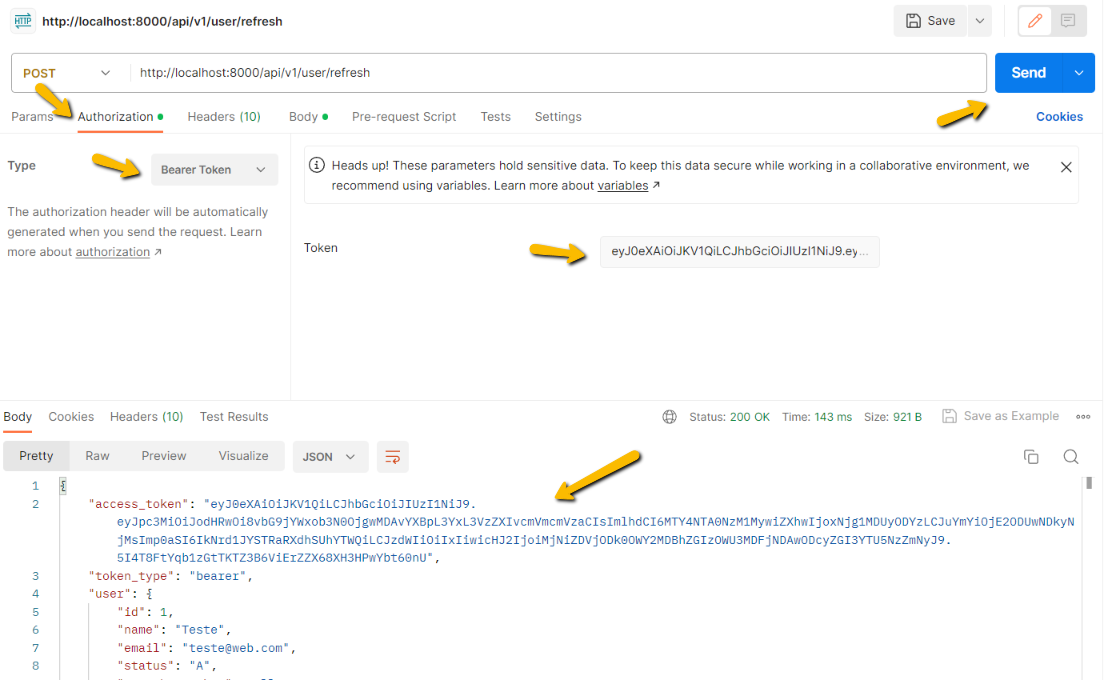 HTTP http://localhost:8000/api/v1/user/refresh Save
POST http://localhost:8000/api/v1/user/refresh Send
Params Authorization Headers (10) Body Pre-request Script Tests Settings Cookies
Type Bearer Token
Heads up! These parameters hold sensitive data. To keep this data secure while working in a collaborative environment, we
recommend using variables. Learn more about variables
The authorization header will be automatically
generated when you send the request. Learn
more about authorization
Token eyJ0eXAiOiJKV1QiLCJhbGciOiJIUzI1NiJ9.ey...
Body Cookies Headers (10) Test Results Status: 200 OK Time: 143 ms Size: 921 B Save as Example
Pretty Raw Preview Visualize JSON
1 {
2 "access_token": "eyJ0eXAiOiJKV1QiLCJhbGciOiJIUzI1NiJ9.
eyJpc3MiOiJodHRwOi8vbG9jYWxob3N0OjgwMDAvYXBpL3YxL3VzZXIvcmVmcmVzaCIsImlhdCI6MTY4NTA0NzM1MywiZXhwIjoxNjg1MDUyODYzLCJuYmYiOjE2ODUwNDkyN
jMsImp0aSI6IkNrd1JYSTRaRXdhSUhYTWQiLCJzdWIiOiIxIiwicHJ2IjoiMjNiZDVjODk0OWY2MDBhZGIzOWU3MDFjNDAwODcyZGI3YTU5NzZmNyJ9.
5I4T8FtYqb1zGtTKTZ3B6ViErZZX68XH3HPwYbt60nU",
3 "token_type": "bearer",
4 "user": {
5 "id": 1,
6 "name": "Teste",
7 "email": "teste@web.com",
8 "status": "A",